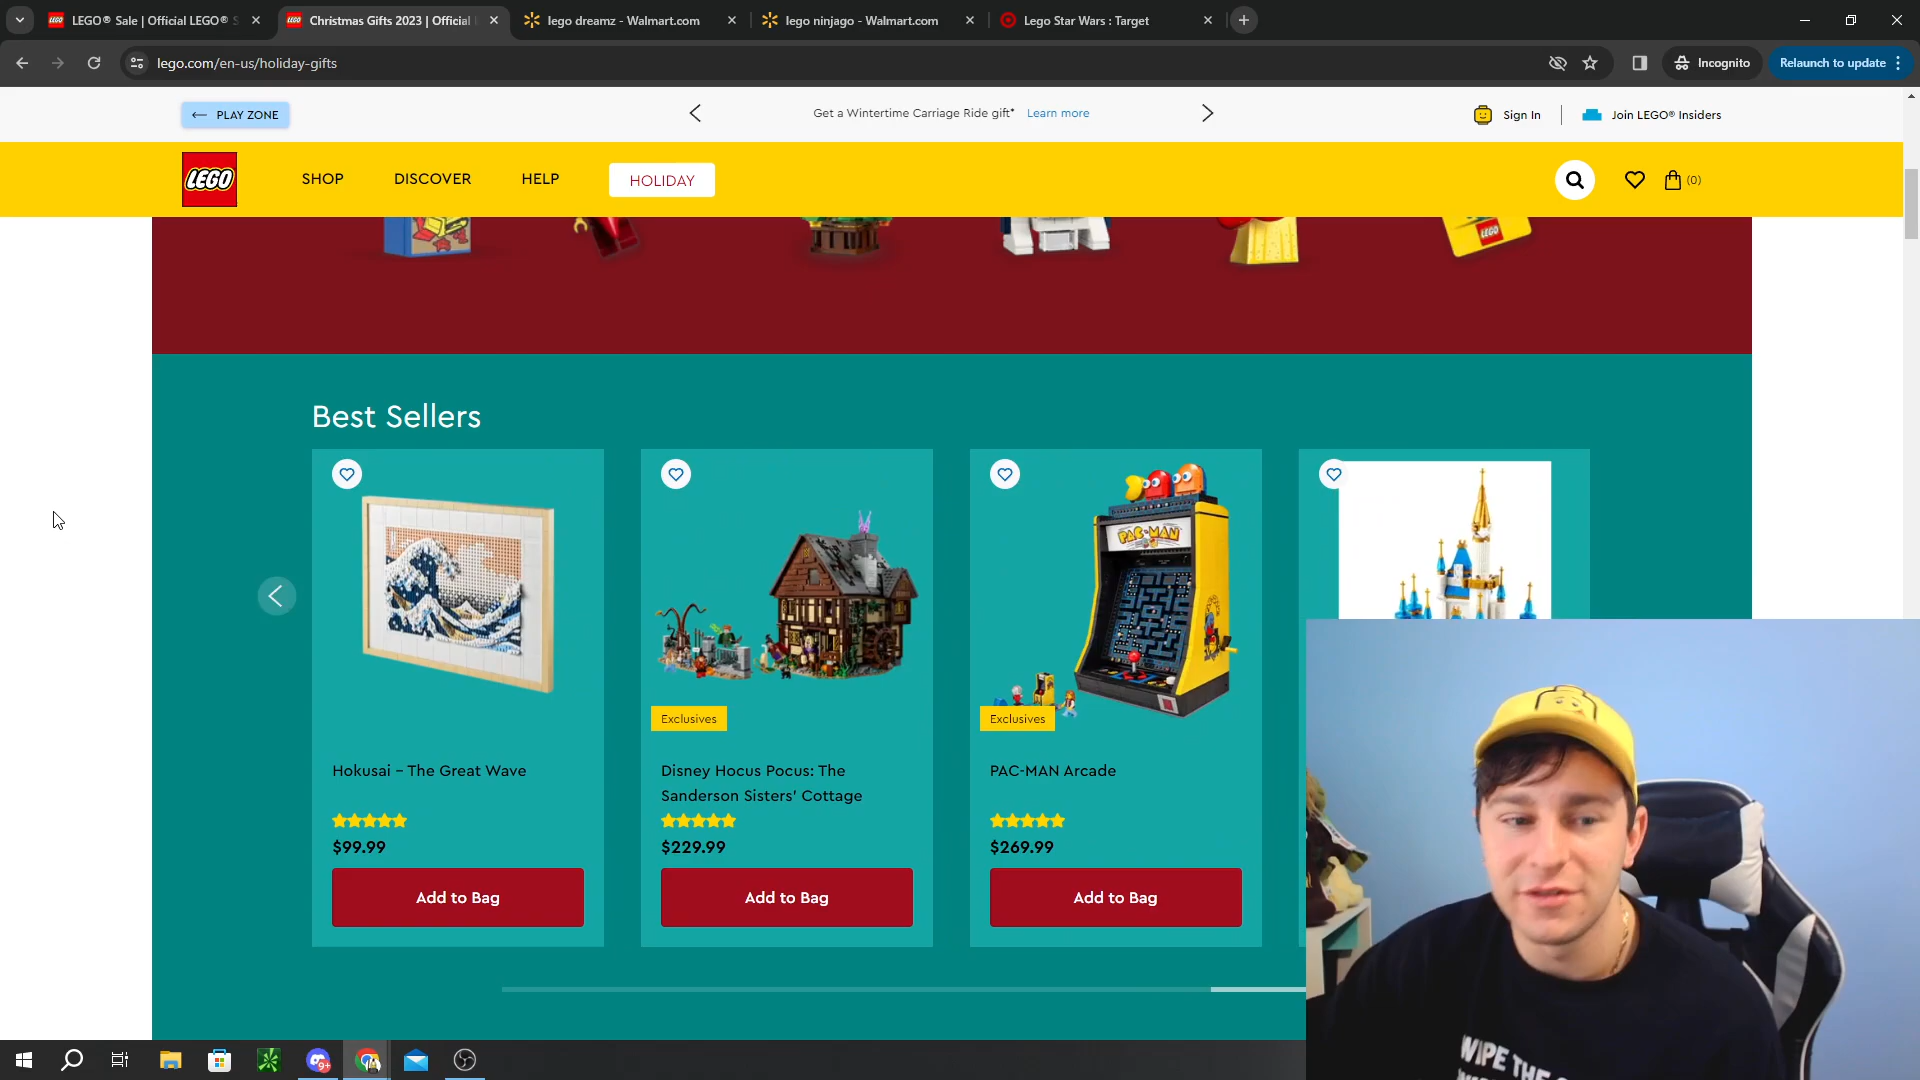 LEGO® Sale | Official LEGO® S
Christmas Gifts 2023 | Official
lego dreamz - Walmart.com
lego ninjago - Walmart.com
Lego Star Wars : Target
lego.com/en-us/holiday-gifts
Incognito
Relaunch to update
PLAY ZONE
Get a Wintertime Carriage Ride gift* Learn more
Sign In
Join LEGO® Insiders
LEGO
SHOP
DISCOVER
HELP
HOLIDAY
(0)
LEGO
Best Sellers
PAC-MAN
Exclusives
Exclusives
Hokusai – The Great Wave
Disney Hocus Pocus: The
Sanderson Sisters' Cottage
PAC-MAN Arcade
$99.99
$229.99
$269.99
Add to Bag
Add to Bag
Add to Bag
WIPE THE
9+